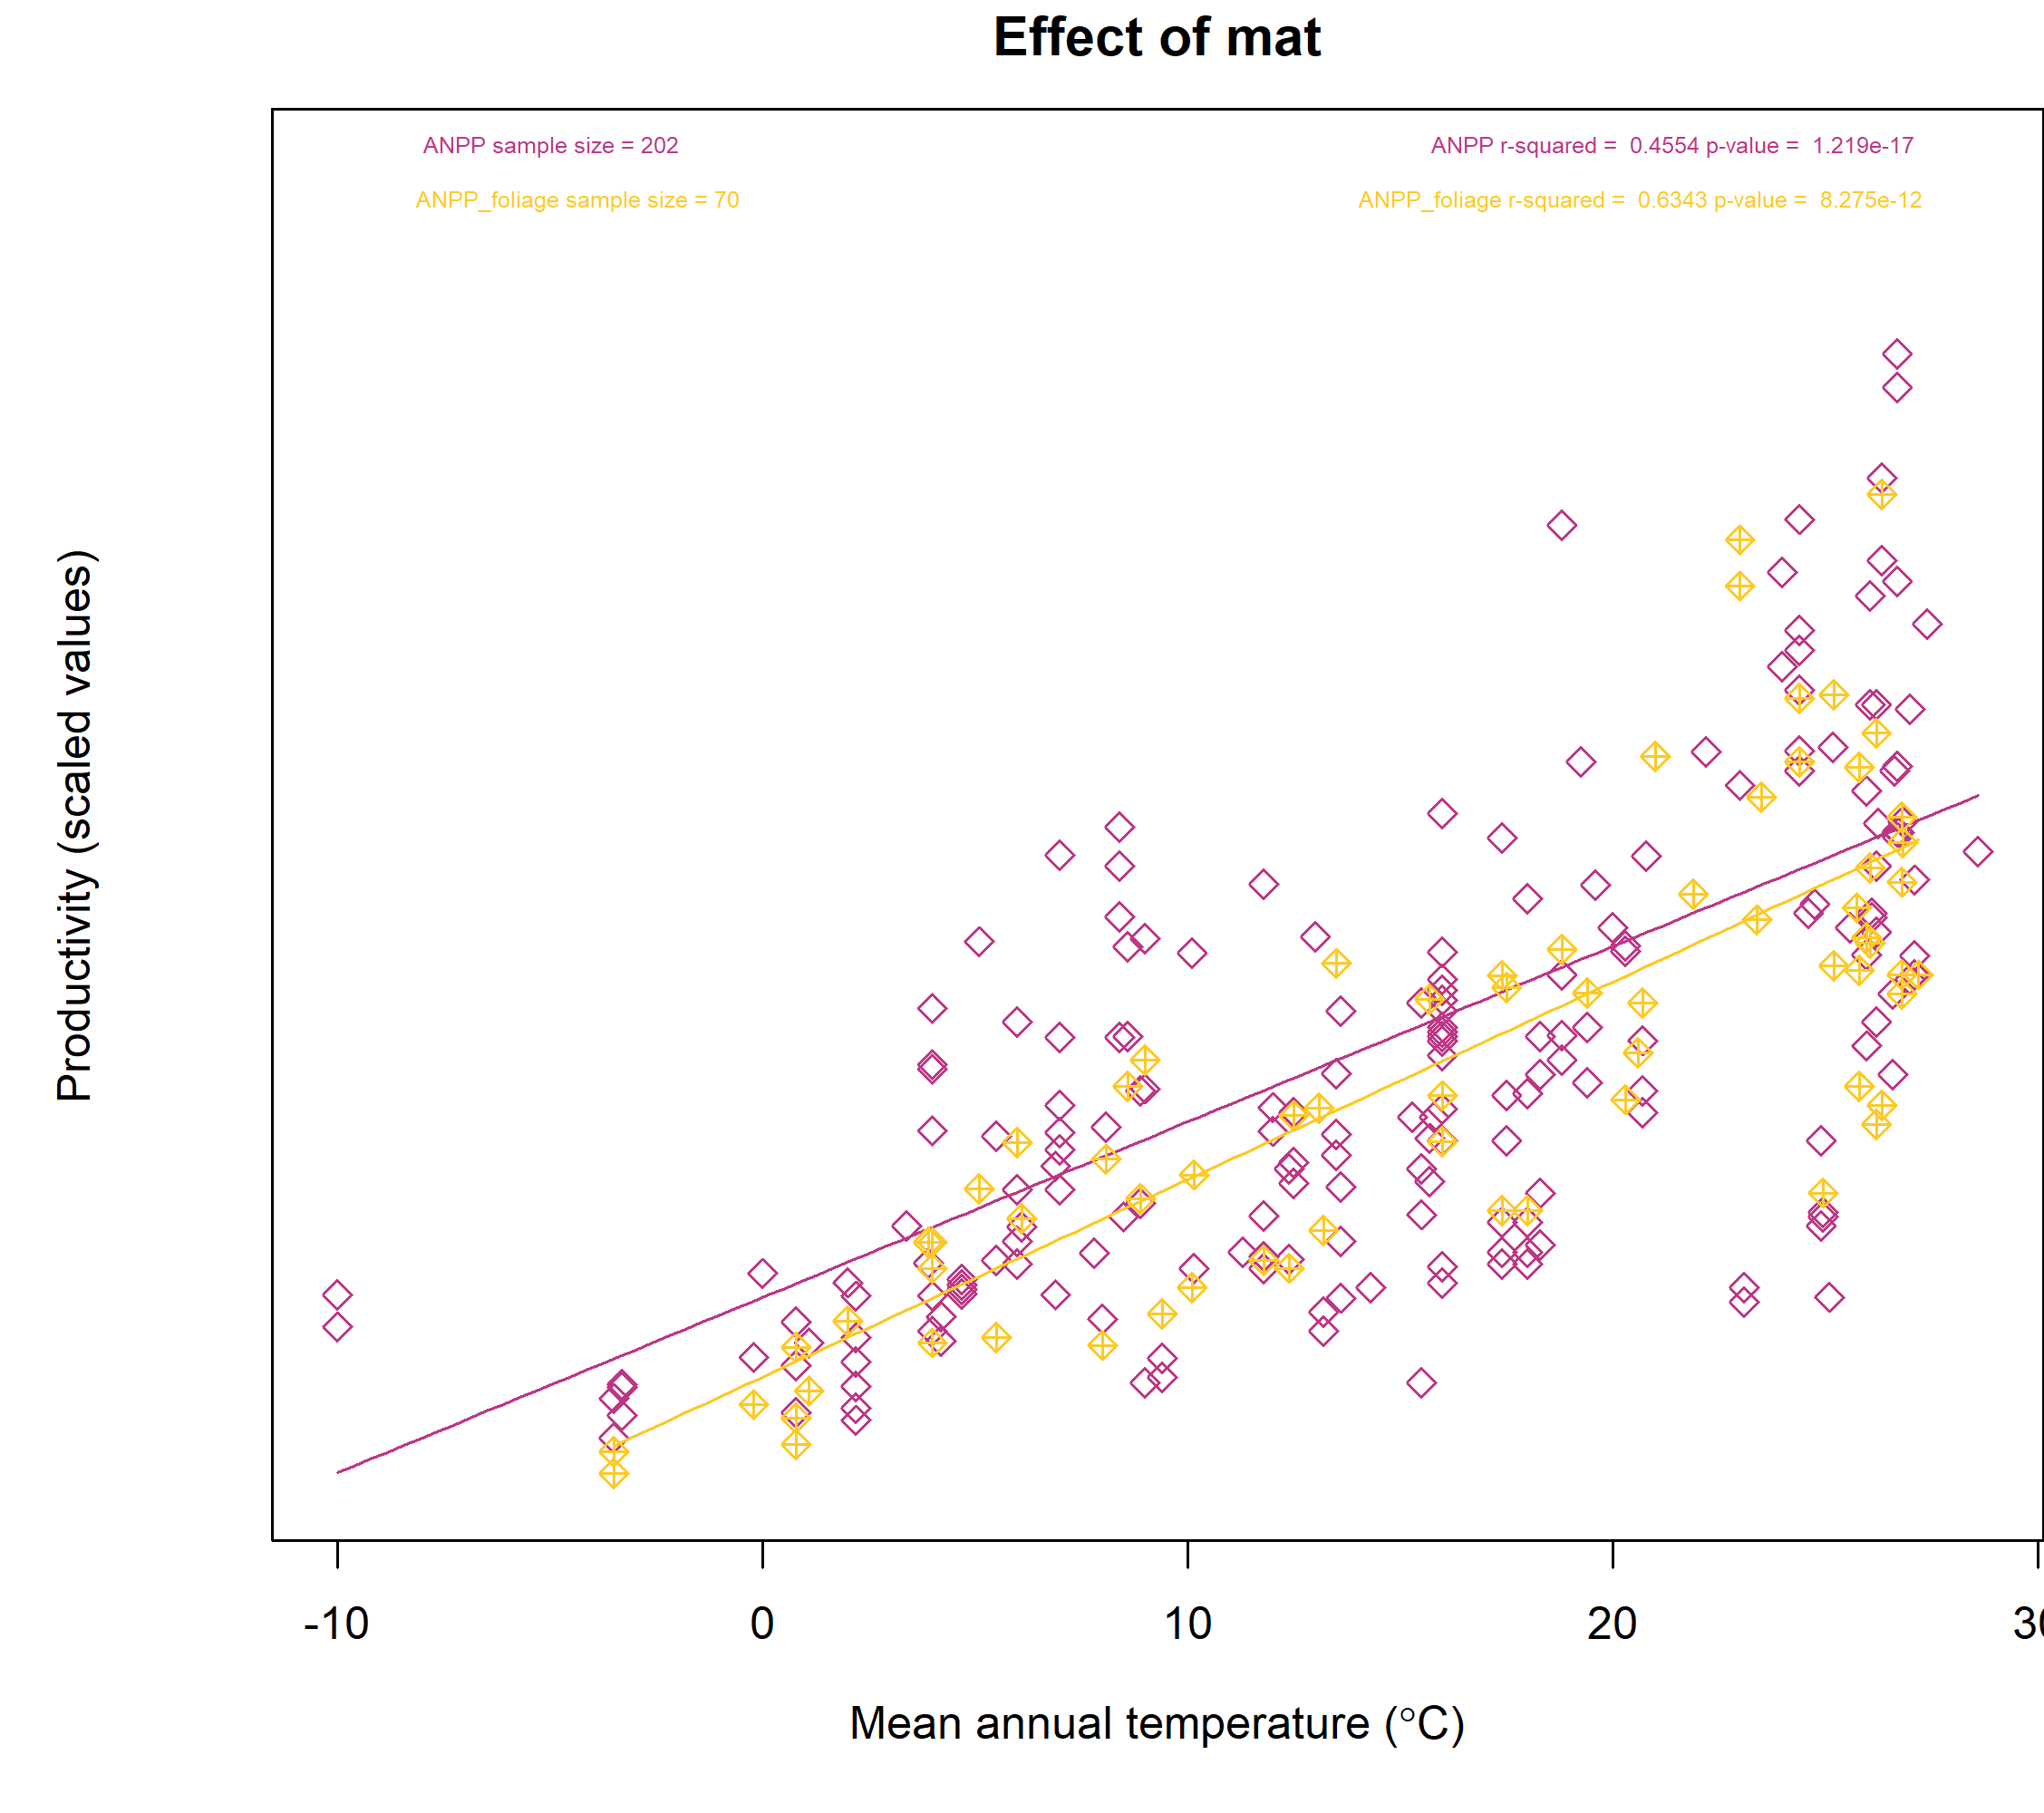 Effect of mat
ANPP sample size = 202
ANPP r-squared = 0.4554 p-value = 1.219e-17
ANPP_foliage sample size = 70
ANPP_foliage r-squared = 0.6343 p-value = 8.275e-12
Productivity (scaled values)
-10 0 10 20 30
Mean annual temperature (°C)